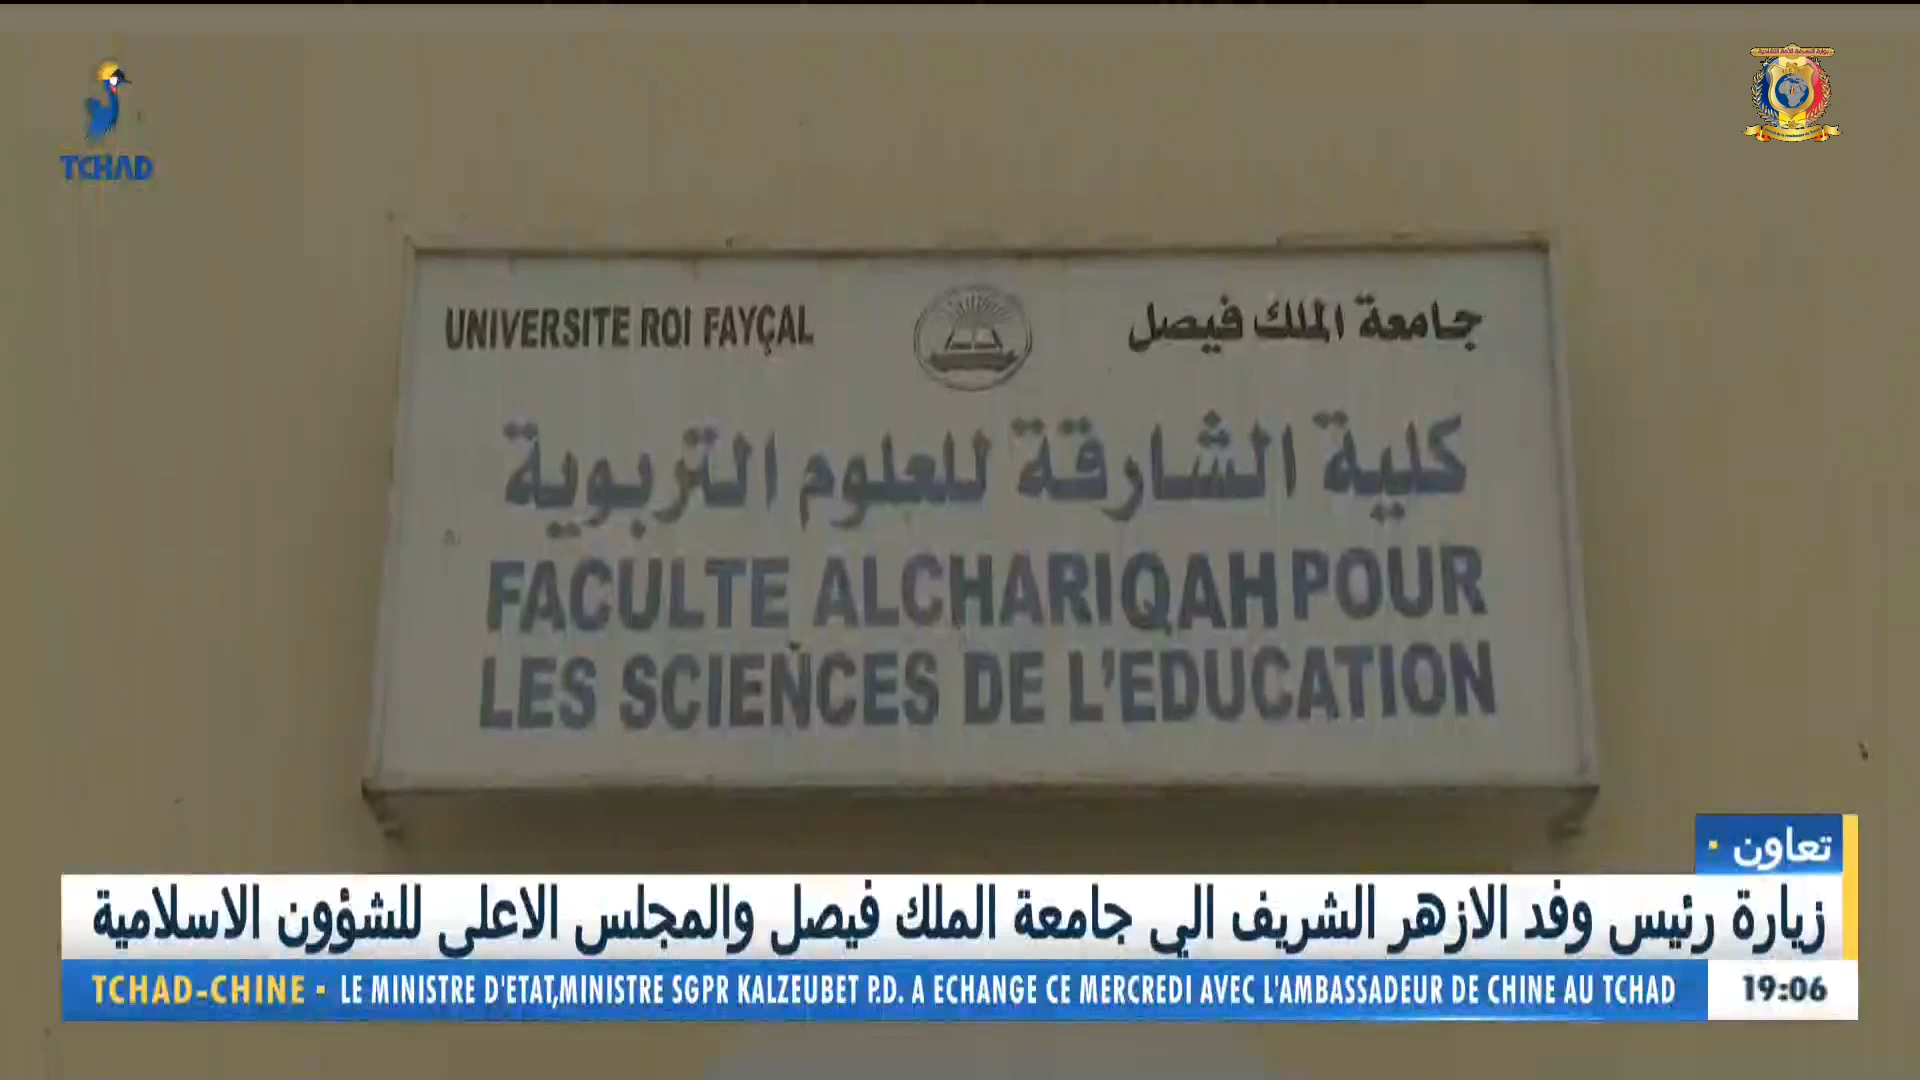 TCHAD
UNIVERSITE ROI FAYÇAL
جامعة الملك فيصل
كلية الشارقة للعلوم التربوية
FACULTE ALCHARIQAH POUR
LES SCIENCES DE L'EDUCATION
تعاون
زيارة رئيس وفد الازهر الشريف الي جامعة الملك فيصل والمجلس الاعلى للشؤون الاسلامية
TCHAD-CHINE - LE MINISTRE D'ETAT,MINISTRE SGPR KALZEUBET P.D. A ECHANGE CE MERCREDI AVEC L'AMBASSADEUR DE CHINE AU TCHAD
19:06